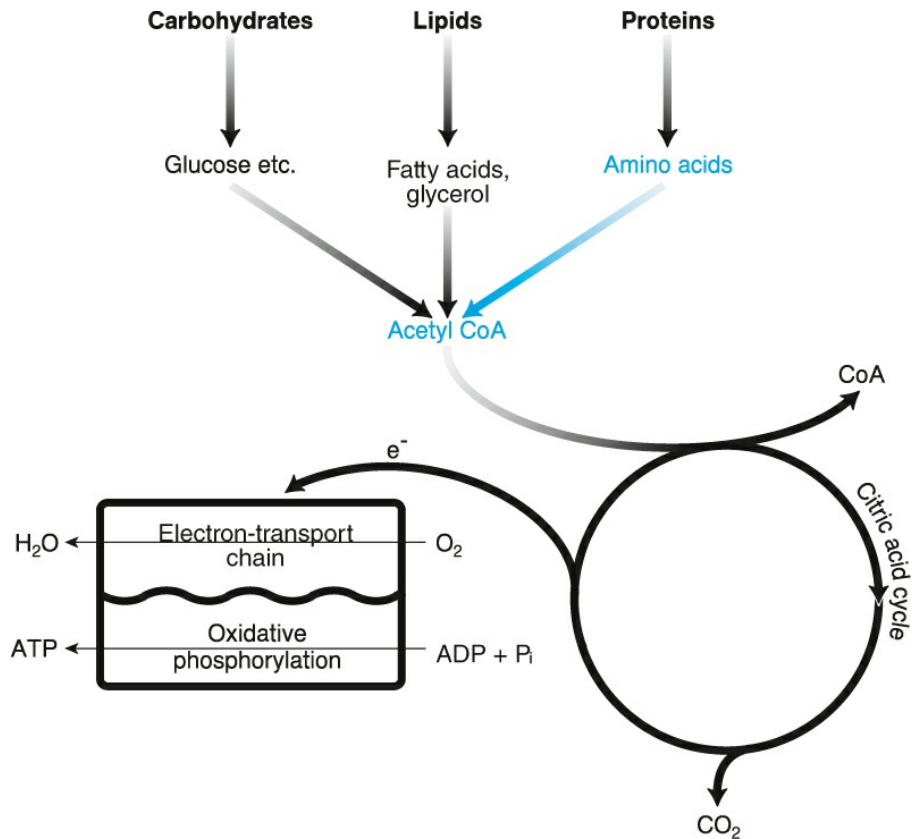 Carbohydrates
Lipids
Proteins
Glucose etc.
Fatty acids,
glycerol
Amino acids
Acetyl CoA
CoA
e⁻
Citric acid cycle
Electron-transport
chain
H₂O
O₂
Oxidative
phosphorylation
ATP
ADP + Pᵢ
CO₂